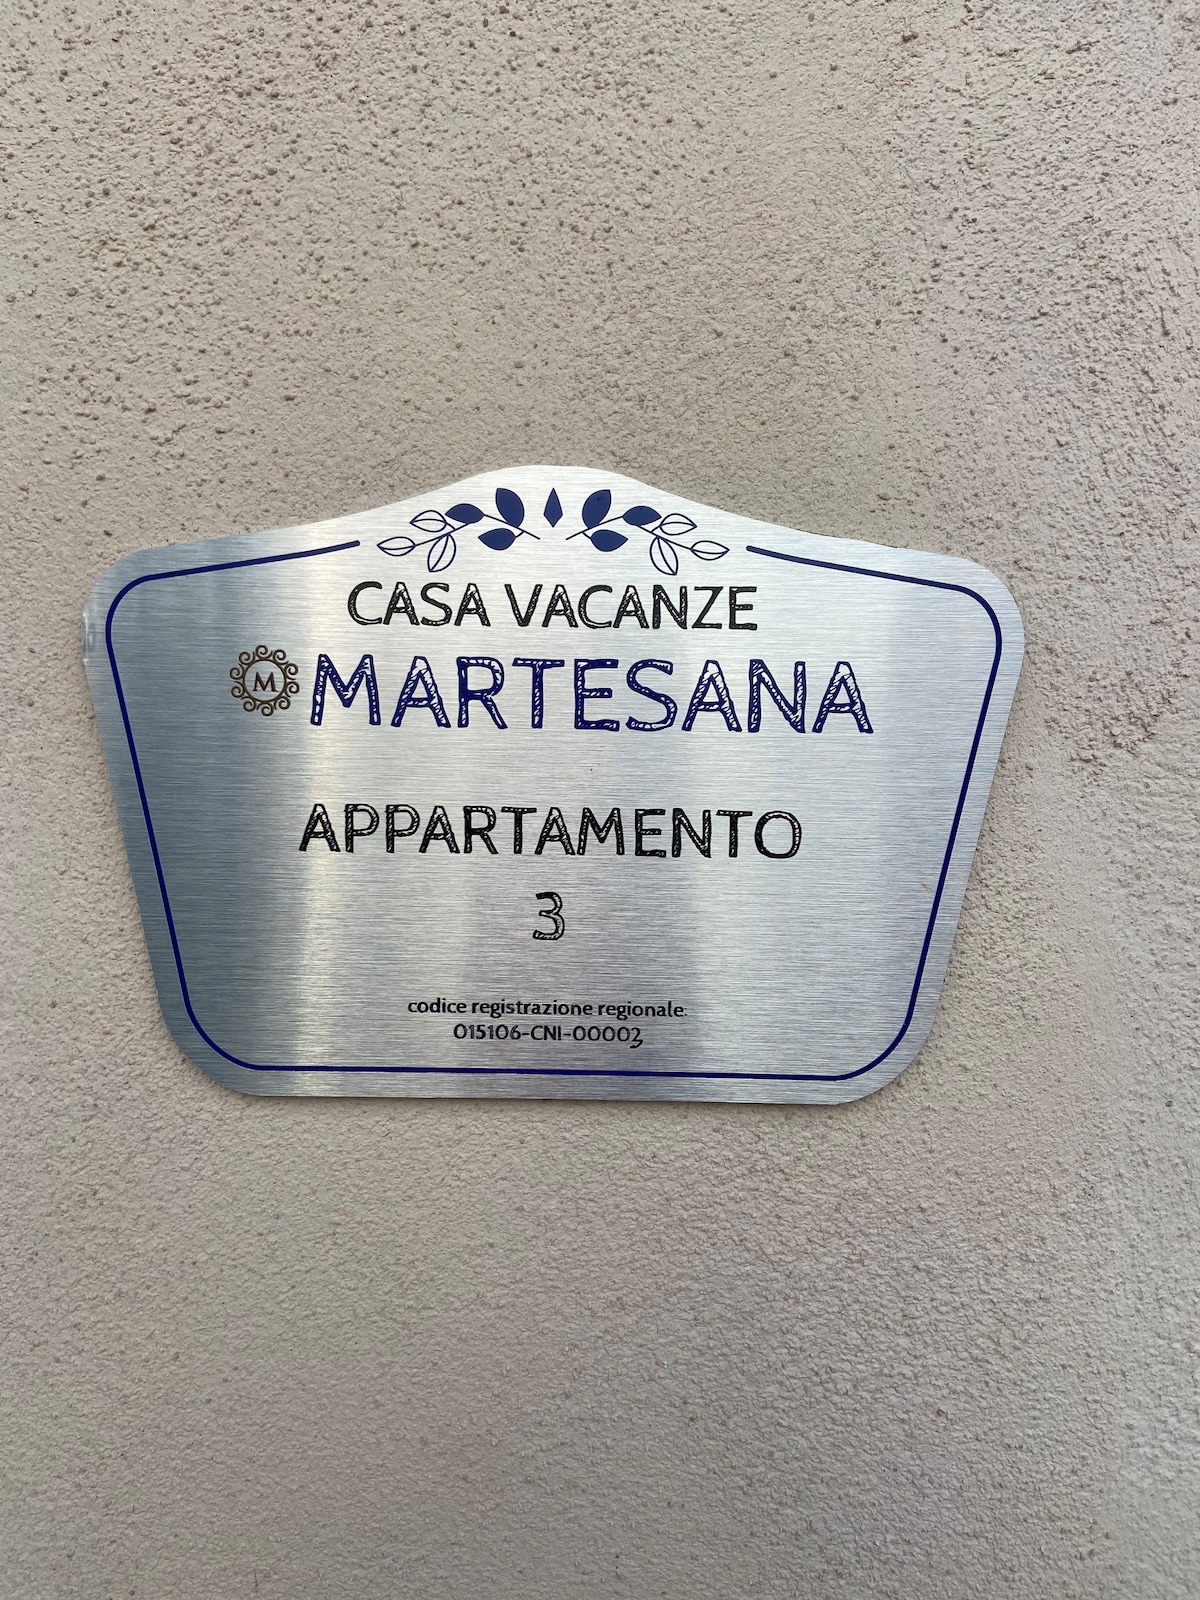 CASA VACANZE
M MARTESANA
APPARTAMENTO
3
codice registrazione regionale:
015106-CNI-00003